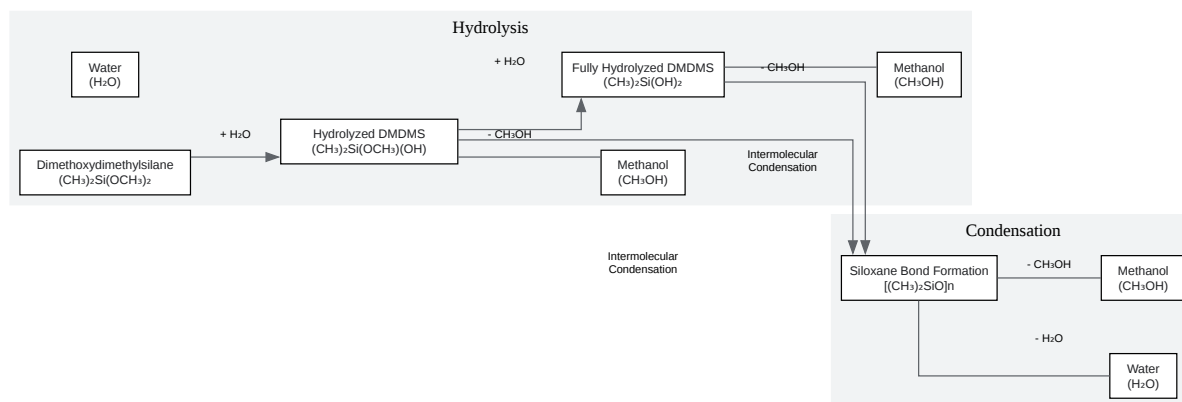 Hydrolysis
Water
(H₂O)
+ H₂O
Fully Hydrolyzed DMDMS
(CH₃)₂Si(OH)₂
- CH₃OH
Methanol
(CH₃OH)
+ H₂O
Hydrolyzed DMDMS
(CH₃)₂Si(OCH₃)(OH)
- CH₃OH
Dimethoxydimethylsilane
(CH₃)₂Si(OCH₃)₂
Methanol
(CH₃OH)
Intermolecular
Condensation
Condensation
Intermolecular
Condensation
Siloxane Bond Formation
[(CH₃)₂SiO]n
- CH₃OH
Methanol
(CH₃OH)
- H₂O
Water
(H₂O)